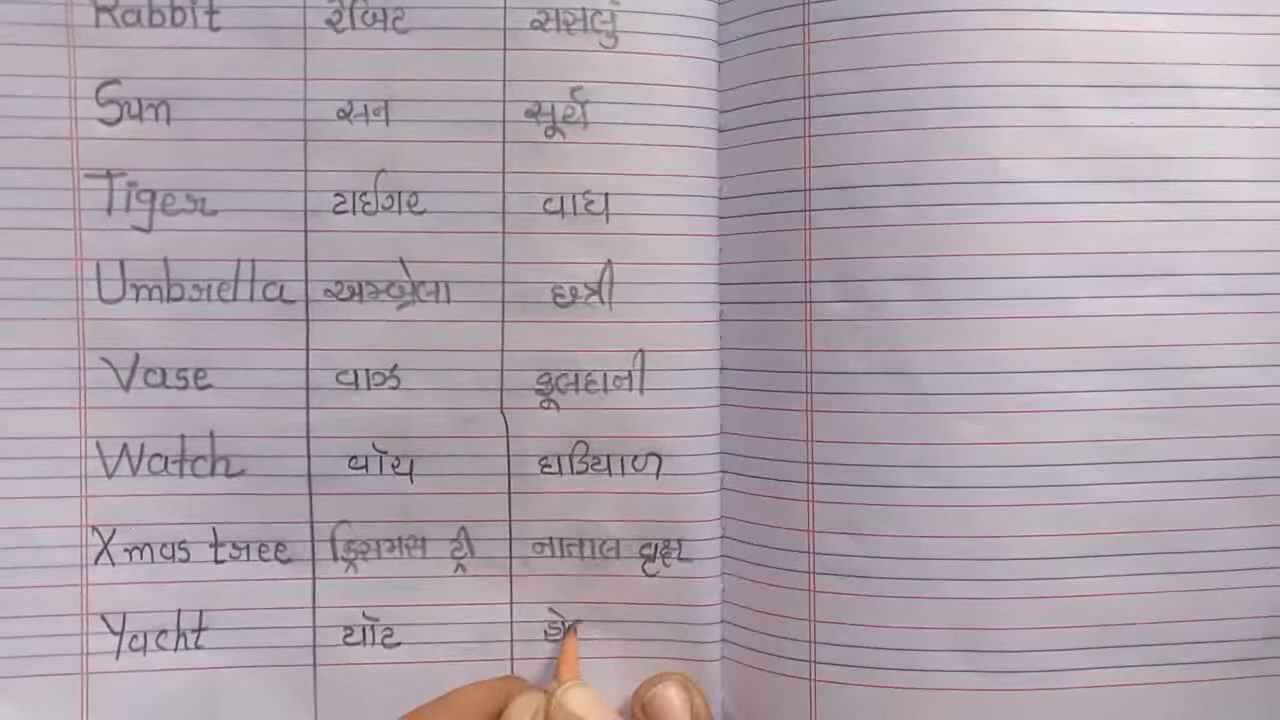 Rabbit રેબિટ સસલું
Sun સન સૂર્ય
Tiger ટાઈગર વાઘ
Umbrella અમ્બ્રેલા છત્રી
Vase વાઝ ફૂલદાની
Watch વૉચ ઘડિયાળ
Xmas tree ક્રિસમસ ટ્રી નાતાલ વૃક્ષ
Yacht યૉટ